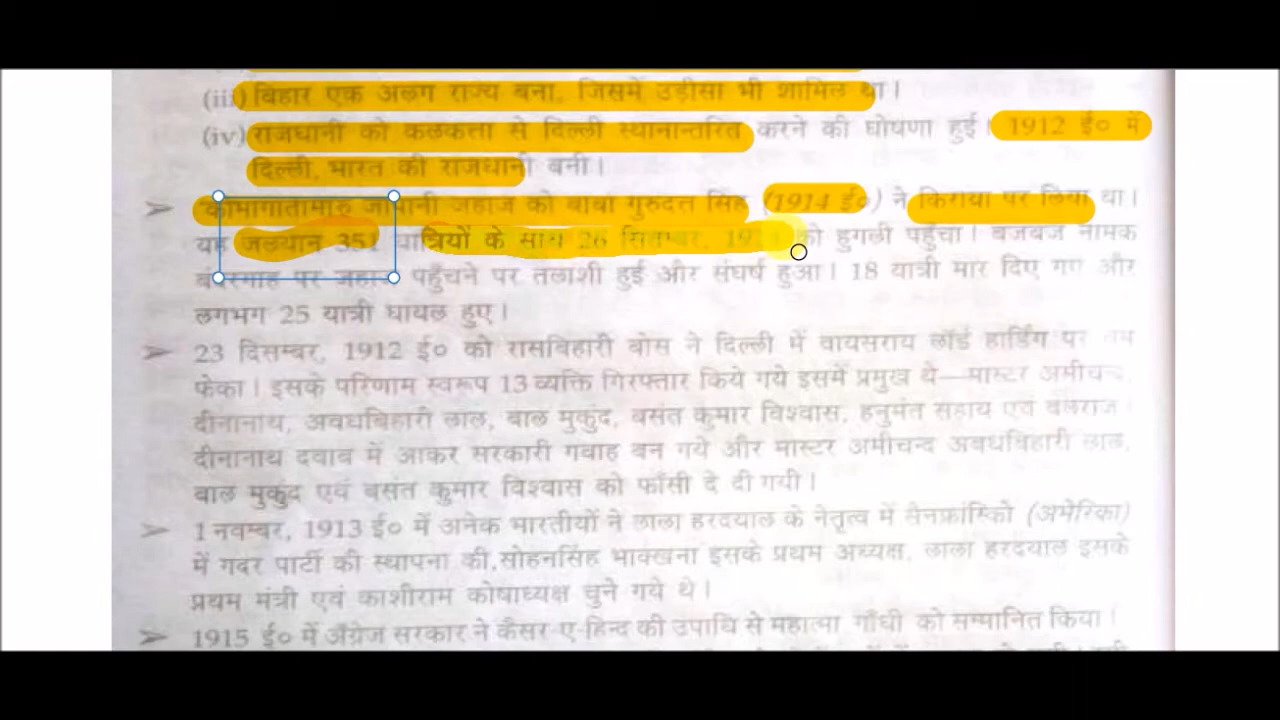 (iii) बिहार एक अलग राज्य बना, जिसमें उड़ीसा भी शामिल था।
(iv) राजधानी को कलकत्ता से दिल्ली स्थानान्तरित करने की घोषणा हुई। 1912 ई० में
दिल्ली, भारत की राजधानी बनी।
➢ कामागातामारु जापानी जहाज को बाबा गुरुदत्त सिंह (1914 ई०) ने किराया पर लिया था।
यह जलयान 351 यात्रियों के साथ 26 सितम्बर, को हुगली पहुँचा। बजबज नामक
बंदरगाह पर जहाज पहुँचने पर तलाशी हुई और संघर्ष हुआ। 18 यात्री मार दिए गए और
लगभग 25 यात्री घायल हुए।
➢ 23 दिसम्बर, 1912 ई० को रासबिहारी बोस ने दिल्ली में वायसराय लॉर्ड हार्डिंग पर बम
फेका। इसके परिणाम स्वरूप 13 व्यक्ति गिरफ्तार किये गये इसमें प्रमुख थे—मास्टर अमीचन्द,
दीनानाथ, अवधबिहारी लाल, बाल मुकुंद, बसंत कुमार विश्वास, हनुमंत सहाय एवं बलराज।
दीनानाथ दवाब में आकर सरकारी गवाह बन गये और मास्टर अमीचन्द अवधबिहारी लाल,
बाल मुकुंद एवं बसंत कुमार विश्वास को फाँसी दे दी गयी।
➢ 1 नवम्बर, 1913 ई० में अनेक भारतीयों ने लाला हरदयाल के नेतृत्व में सैनफ्रांस्किो (अमेरिका)
में गदर पार्टी की स्थापना की, सोहनसिंह भाक्खना इसके प्रथम अध्यक्ष, लाला हरदयाल इसके
प्रथम मंत्री एवं काशीराम कोषाध्यक्ष चुने गये थे।
➢ 1915 ई० में अँग्रेज सरकार ने कैसर-ए-हिन्द की उपाधि से महात्मा गाँधी को सम्मानित किया।